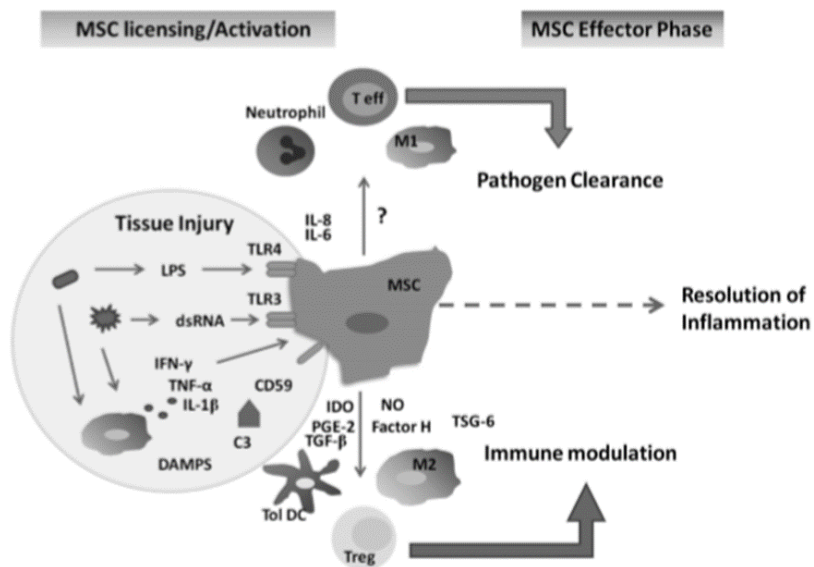 MSC licensing/Activation
MSC Effector Phase
T eff
Neutrophil
M1
Pathogen Clearance
Tissue Injury
IL-8
IL-6
?
TLR4
LPS
MSC
TLR3
dsRNA
Resolution of
Inflammation
IFN-γ
TNF-α
IL-1β
CD59
C3
DAMPS
IDO
PGE-2
TGF-β
NO
Factor H
TSG-6
Immune modulation
M2
Tol DC
Treg